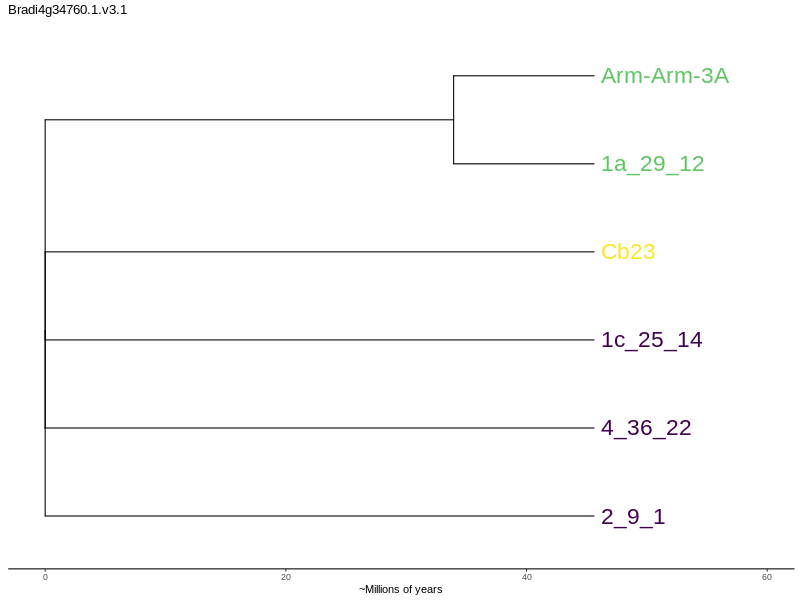 Bradi4g34760.1.v3.1
Arm-Arm-3A
1a_29_12
Cb23
1c_25_14
4_36_22
2_9_1
0 20 40 60
~Millions of years